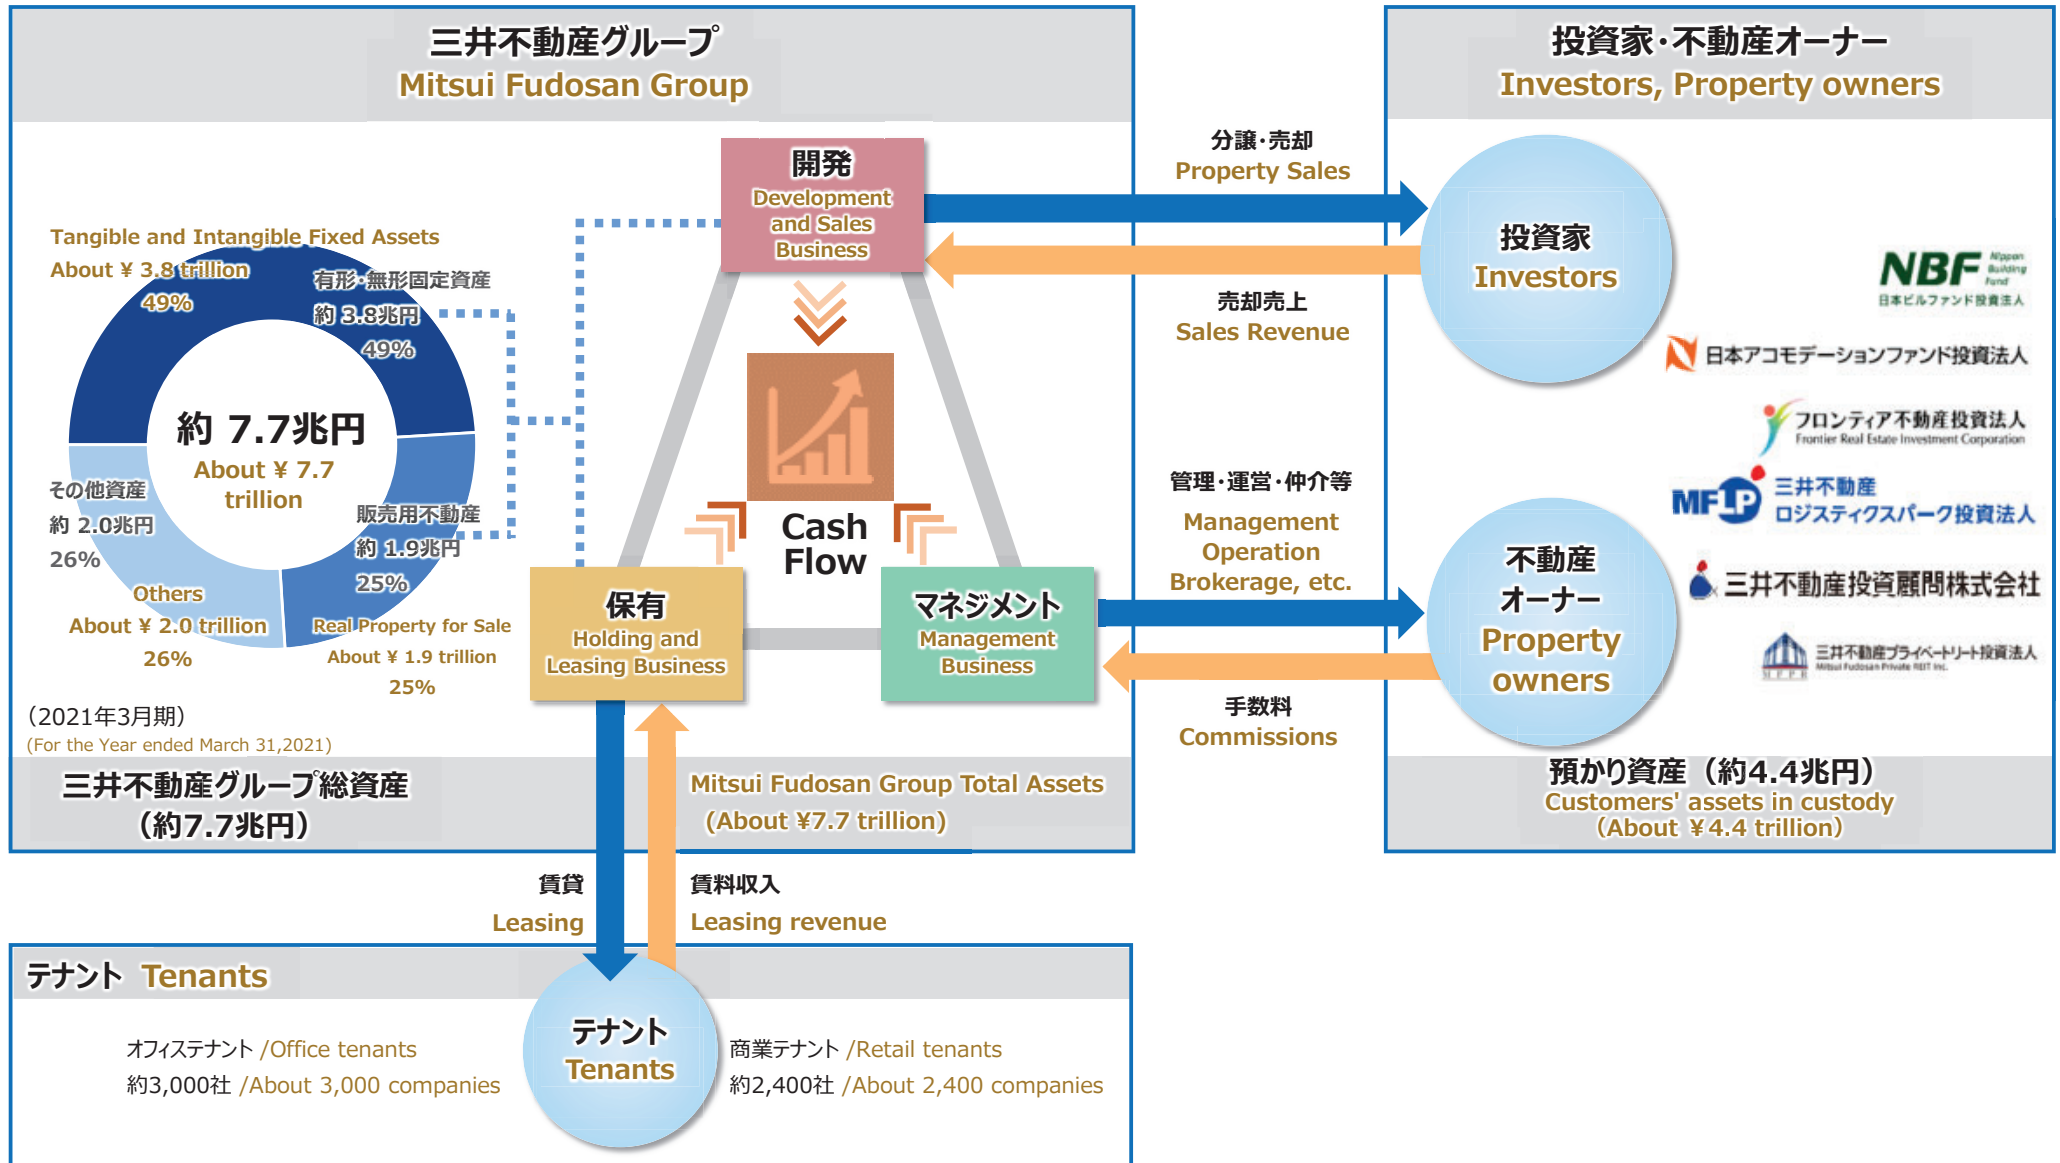 三井不動産グループ
Mitsui Fudosan Group
投資家・不動産オーナー
Investors, Property owners
開発
Development
and Sales
Business
分譲・売却
Property Sales
売却売上
Sales Revenue
投資家
Investors
Tangible and Intangible Fixed Assets
About ¥ 3.8 trillion
49%
有形・無形固定資産
約 3.8兆円
49%
約 7.7兆円
About ¥ 7.7
trillion
その他資産
約 2.0兆円
26%
Others
About ¥ 2.0 trillion
26%
販売用不動産
約 1.9兆円
25%
Real Property for Sale
About ¥ 1.9 trillion
25%
（2021年3月期）
(For the Year ended March 31,2021)
Cash
Flow
保有
Holding and
Leasing Business
マネジメント
Management
Business
管理・運営・仲介等
Management
Operation
Brokerage, etc.
手数料
Commissions
不動産
オーナー
Property
owners
NBF
Nippon
Building
Fund
日本ビルファンド投資法人
日本アコモデーションファンド投資法人
フロンティア不動産投資法人
Frontier Real Estate Investment Corporation
MFLP
三井不動産
ロジスティクスパーク投資法人
三井不動産投資顧問株式会社
三井不動産プライベートリート投資法人
Mitsui Fudosan Private REIT Inc.
MFPR
三井不動産グループ総資産
（約7.7兆円）
Mitsui Fudosan Group Total Assets
(About ¥7.7 trillion)
預かり資産（約4.4兆円）
Customers' assets in custody
（About ¥4.4 trillion）
賃貸
Leasing
賃料収入
Leasing revenue
テナント Tenants
テナント
Tenants
オフィステナント /Office tenants
約3,000社 /About 3,000 companies
商業テナント /Retail tenants
約2,400社 /About 2,400 companies